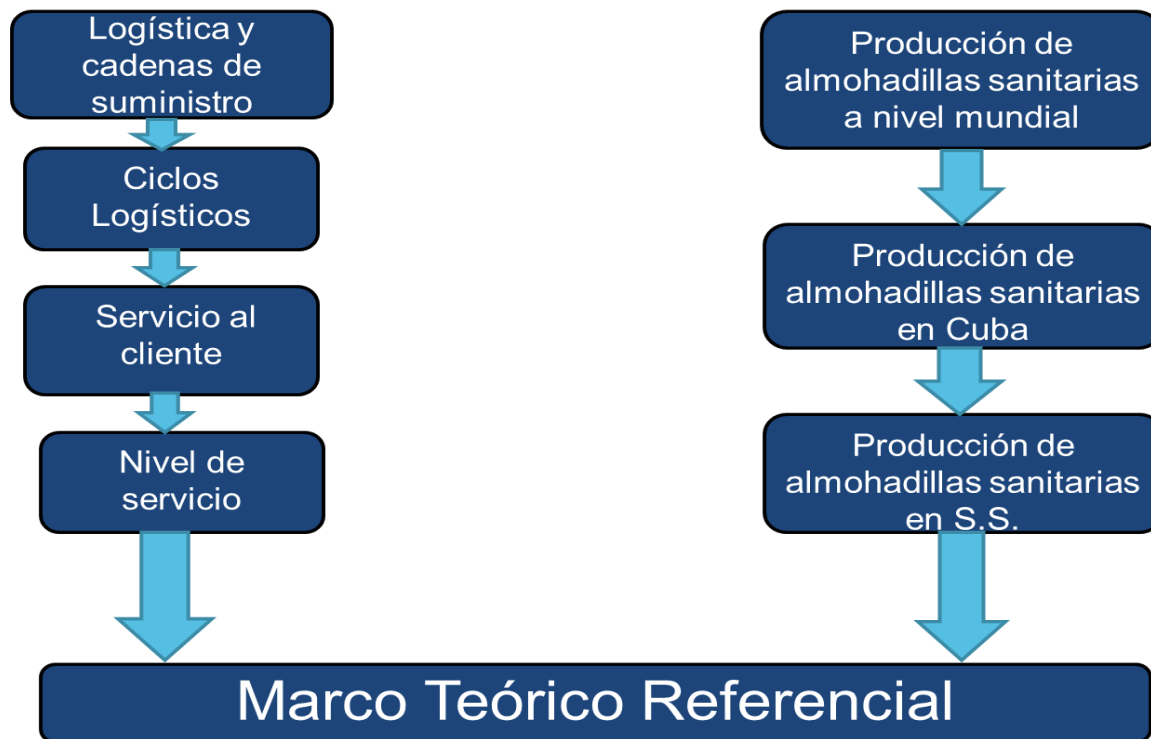 Logística y
cadenas de
suministro
Ciclos
Logísticos
Servicio al
cliente
Nivel de
servicio
Producción de
almohadillas sanitarias
a nivel mundial
Producción de
almohadillas sanitarias
en Cuba
Producción de
almohadillas sanitarias
en S.S.
Marco Teórico Referencial